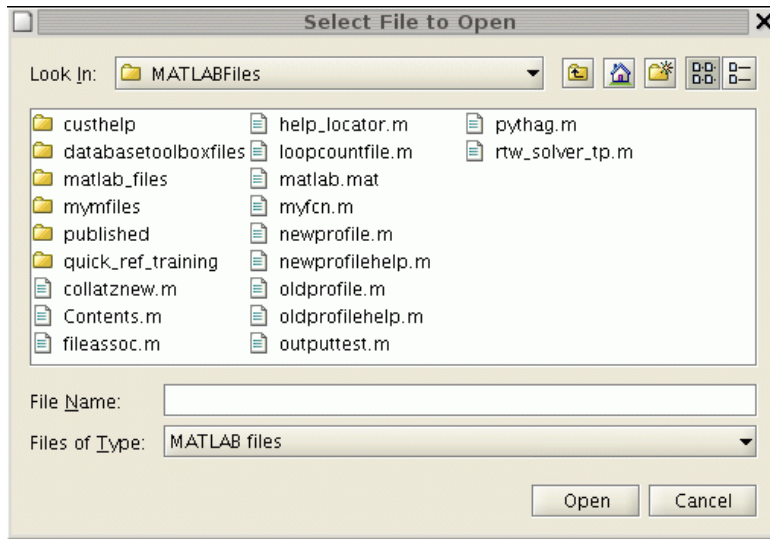 Select File to Open
Look In: MATLABFiles
custhelp
databasetoolboxfiles
matlab_files
mymfiles
published
quick_ref_training
collatznew.m
Contents.m
fileassoc.m
help_locator.m
loopcountfile.m
matlab.mat
myfcn.m
newprofile.m
newprofilehelp.m
oldprofile.m
oldprofilehelp.m
outputtest.m
pythag.m
rtw_solver_tp.m
File Name:
Files of Type: MATLAB files
Open Cancel